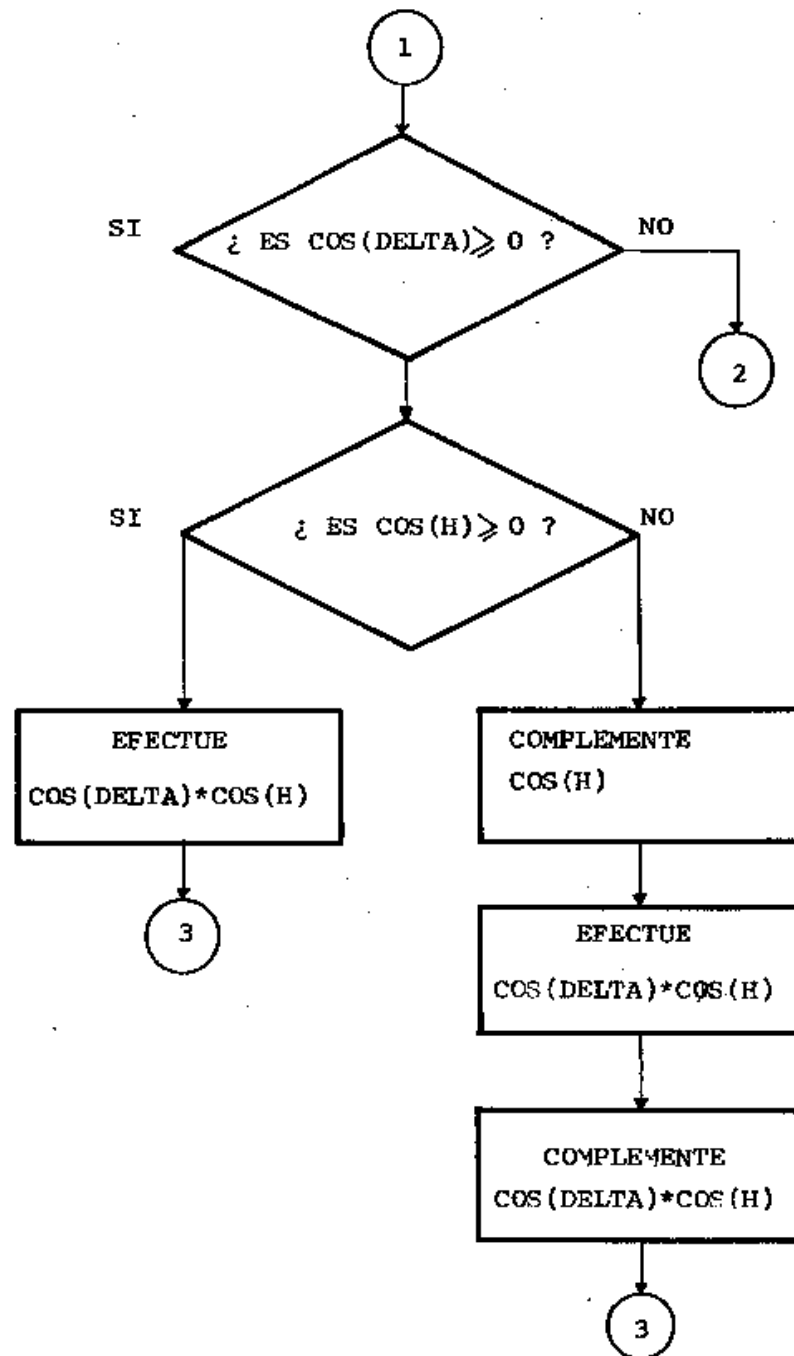 1
SI
¿ ES COS(DELTA)⩾ 0 ?
NO
2
SI
¿ ES COS(H)⩾ 0 ?
NO
EFECTUE
COS(DELTA)*COS(H)
3
COMPLEMENTE
COS(H)
EFECTUE
COS(DELTA)*COS(H)
COMPLEMENTE
COS(DELTA)*COS(H)
3